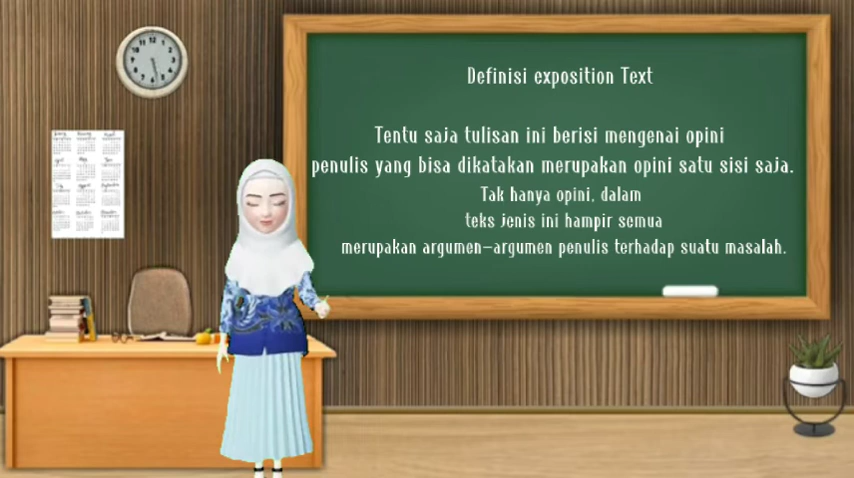 Definisi exposition Text
Tentu saja tulisan ini berisi mengenai opini
penulis yang bisa dikatakan merupakan opini satu sisi saja.
Tak hanya opini, dalam
teks jenis ini hampir semua
merupakan argumen-argumen penulis terhadap suatu masalah.